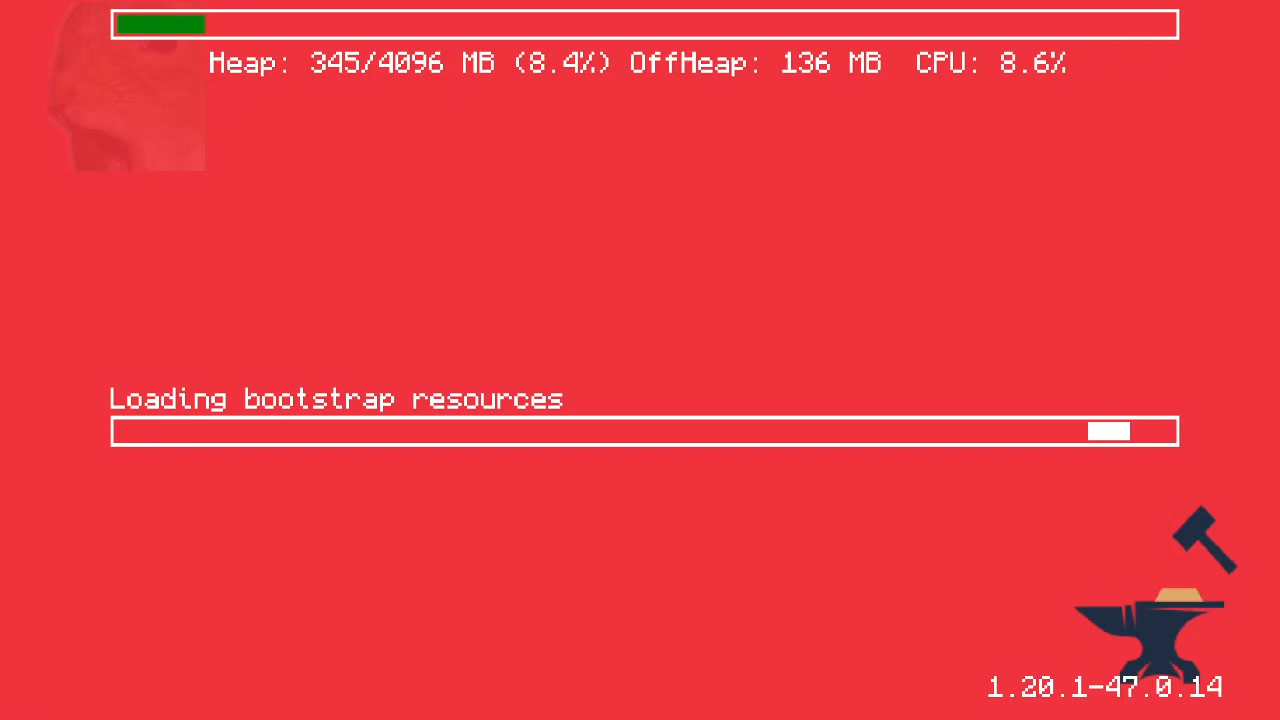 Heap: 345/4096 MB (8.4%) OffHeap: 136 MB  CPU: 8.6%
Loading bootstrap resources
1.20.1-47.0.14